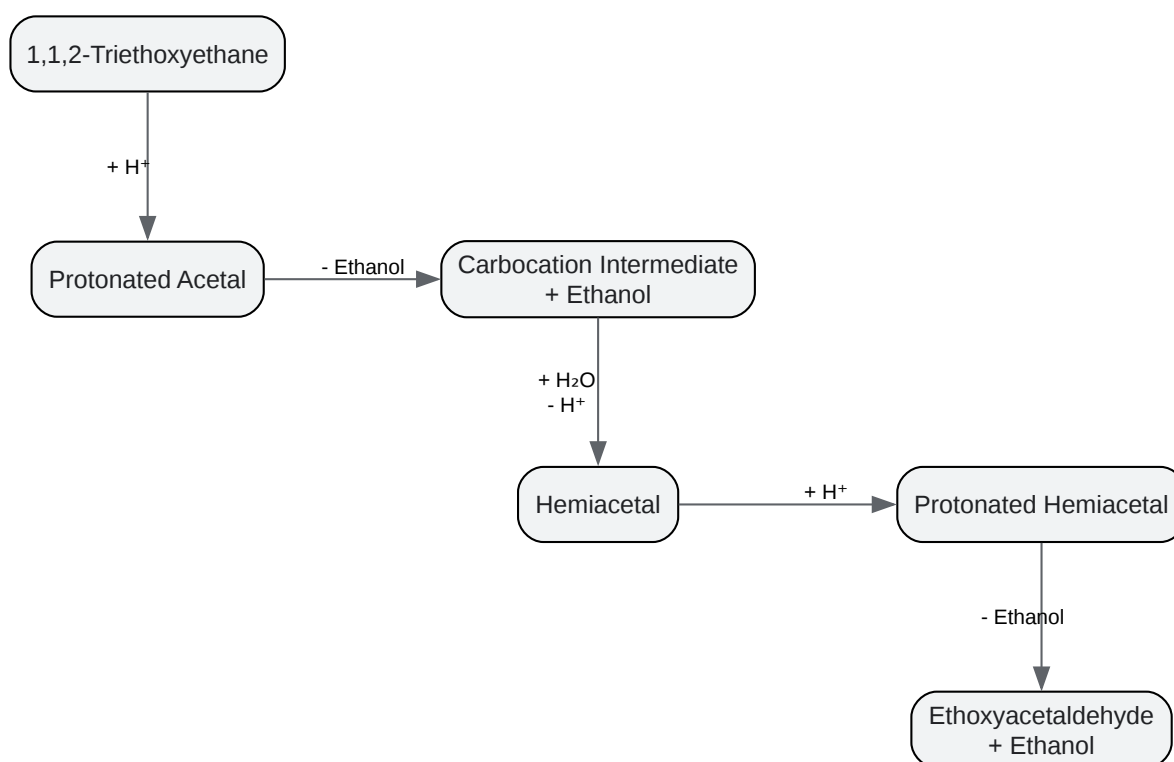 1,1,2-Triethoxyethane
+ H⁺
Protonated Acetal
- Ethanol
Carbocation Intermediate
+ Ethanol
+ H₂O
- H⁺
Hemiacetal
+ H⁺
Protonated Hemiacetal
- Ethanol
Ethoxyacetaldehyde
+ Ethanol